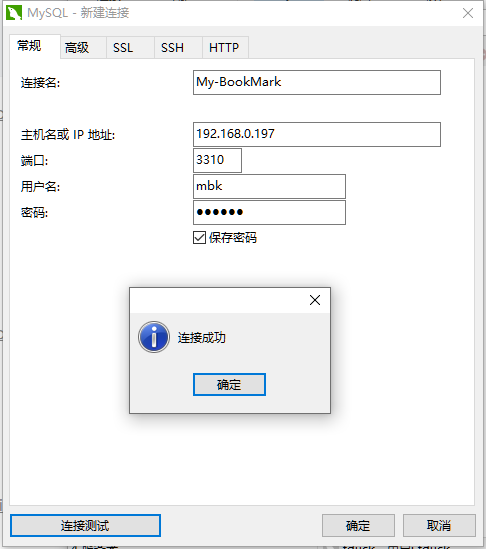 MySQL - 新建连接
常规 高级 SSL SSH HTTP
连接名: My-BookMark
主机名或 IP 地址: 192.168.0.197
端口: 3310
用户名: mbk
密码: ●●●●●●
保存密码
连接成功
确定
连接测试 确定 取消